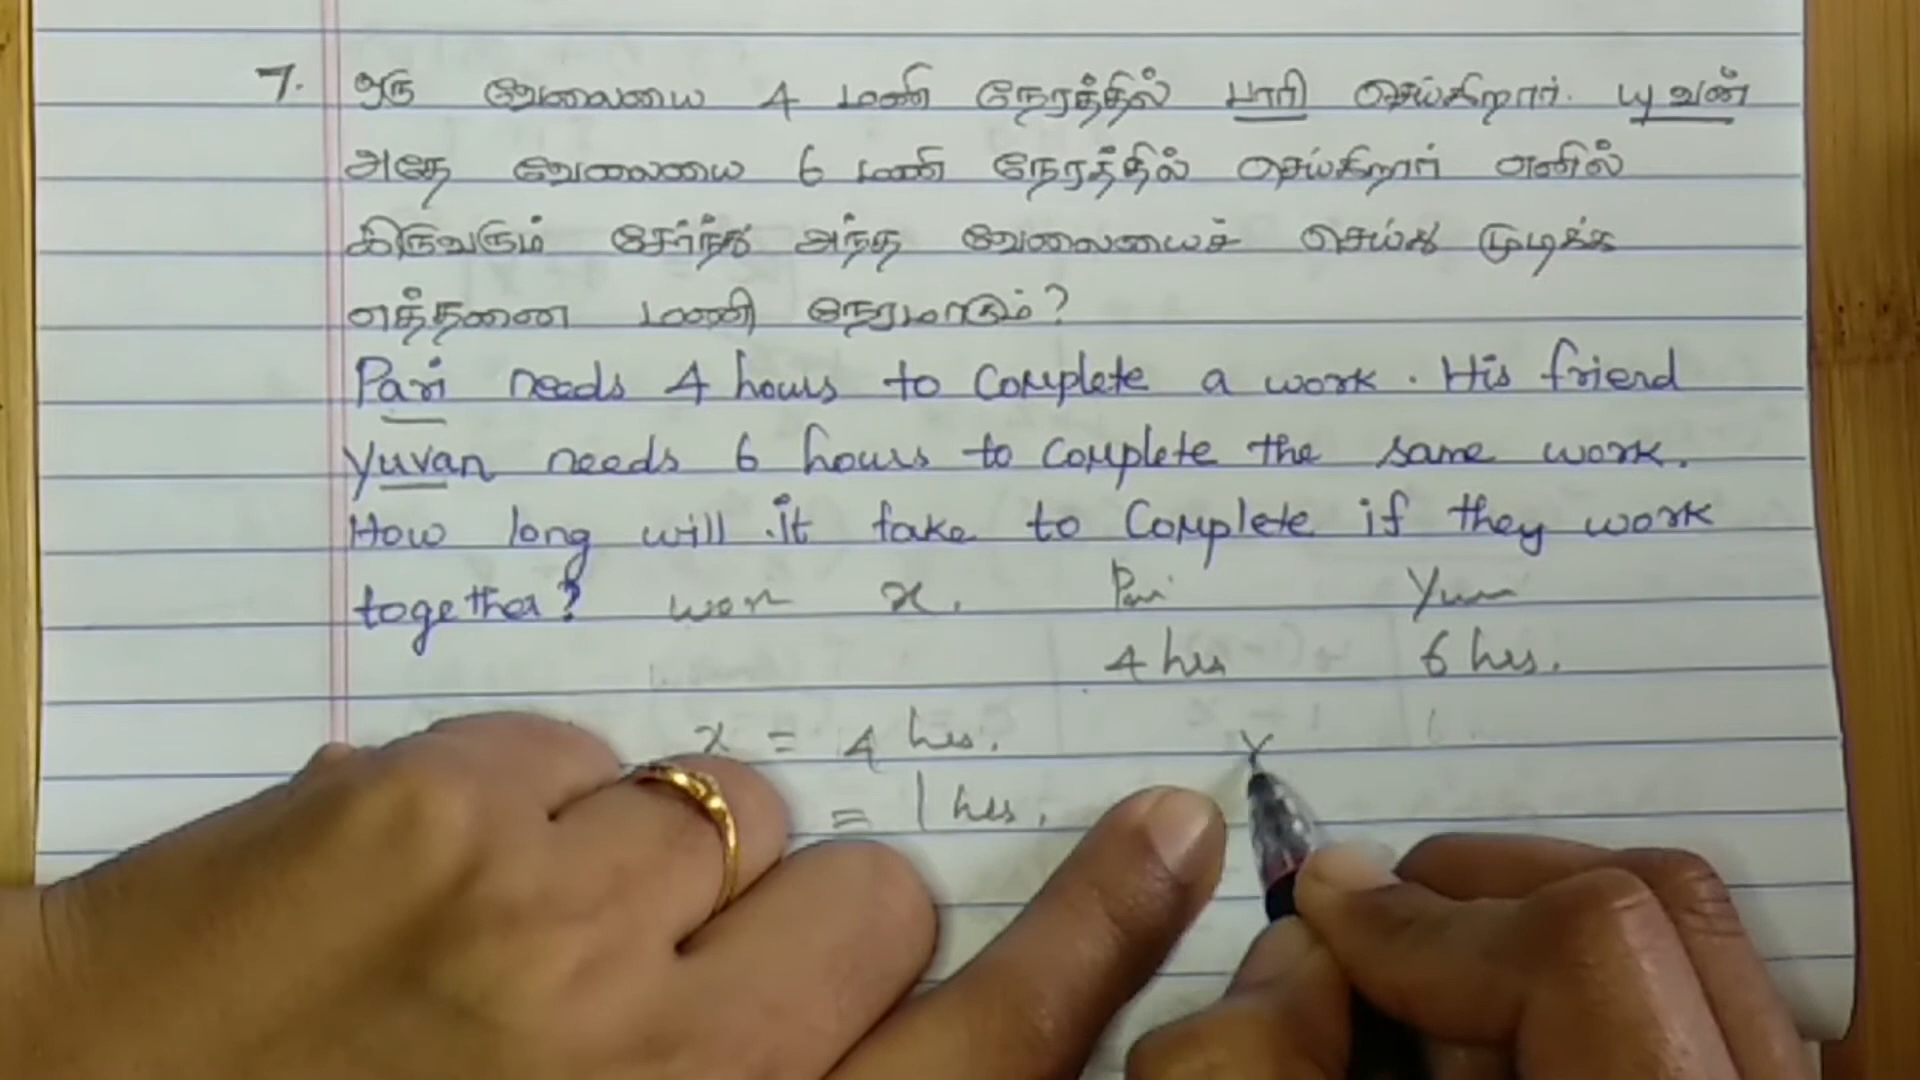 7. ஒரு வேலையை 4 மணி நேரத்தில் பாரி செய்கிறார். யுவன்
அதே வேலையை 6 மணி நேரத்தில் செய்கிறார் எனில்
இருவரும் சேர்ந்து அந்த வேலையைச் செய்து முடிக்க
எத்தனை மணி நேரமாகும்?
Pari needs 4 hours to Complete a work. His friend
Yuvan needs 6 hours to Complete the same work.
How long will it take to Complete if they work
together? x. Pari
4 hrs 6 hrs.
x = 4 hrs.
= 1 hrs.